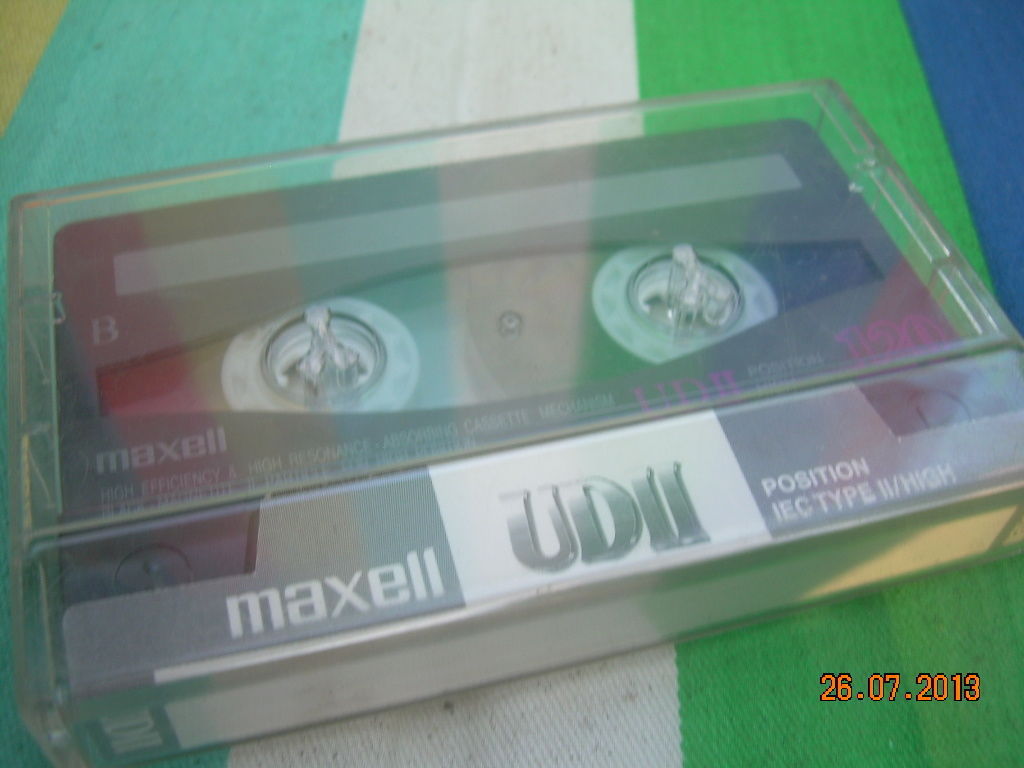 B
maxell
UDII
POSITION
120
HIGH EFFICIENCY & HIGH RESONANCE-ABSORBING CASSETTE MECHANISM
maxell
UDII
POSITION
IEC TYPE II/HIGH
26.07.2013